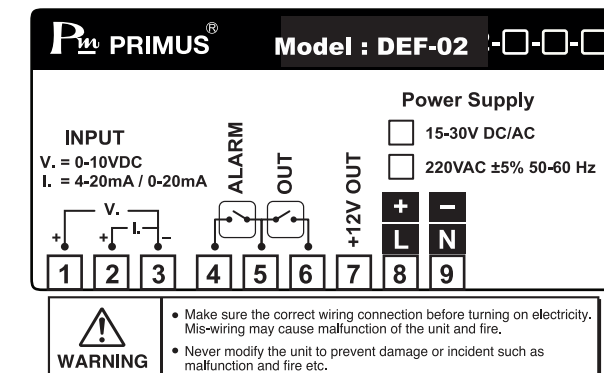 Pm PRIMUS®
Model : DEF-02 -□-□-□
Power Supply
15-30V DC/AC
220VAC ±5% 50-60 Hz
INPUT
V. = 0-10VDC
I. = 4-20mA / 0-20mA
ALARM
OUT
+12V OUT
V.
I.
+ + −
+ −
L N
1 2 3 4 5 6 7 8 9
WARNING
• Make sure the correct wiring connection before turning on electricity.
Mis-wiring may cause malfunction of the unit and fire.
• Never modify the unit to prevent damage or incident such as
malfunction and fire etc.